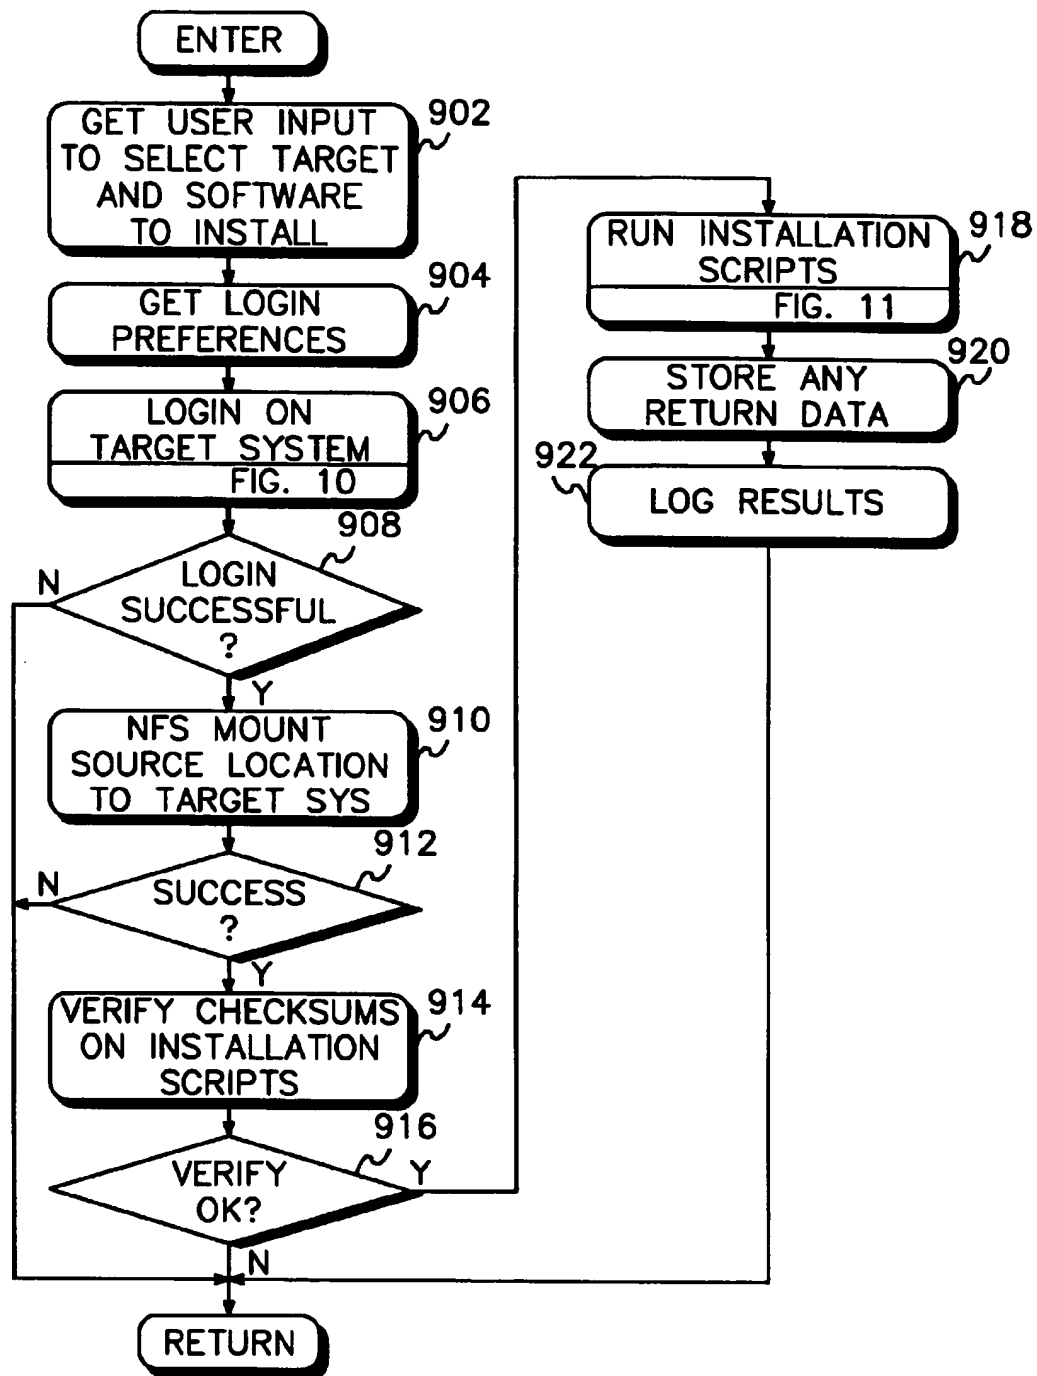 ENTER
GET USER INPUT
TO SELECT TARGET
AND SOFTWARE
TO INSTALL
902
GET LOGIN
PREFERENCES
904
LOGIN ON
TARGET SYSTEM
FIG. 10
906
LOGIN
SUCCESSFUL
?
908
N
Y
NFS MOUNT
SOURCE LOCATION
TO TARGET SYS
910
SUCCESS
?
912
N
Y
VERIFY CHECKSUMS
ON INSTALLATION
SCRIPTS
914
VERIFY
OK?
916
Y
N
RUN INSTALLATION
SCRIPTS
FIG. 11
918
STORE ANY
RETURN DATA
920
LOG RESULTS
922
RETURN